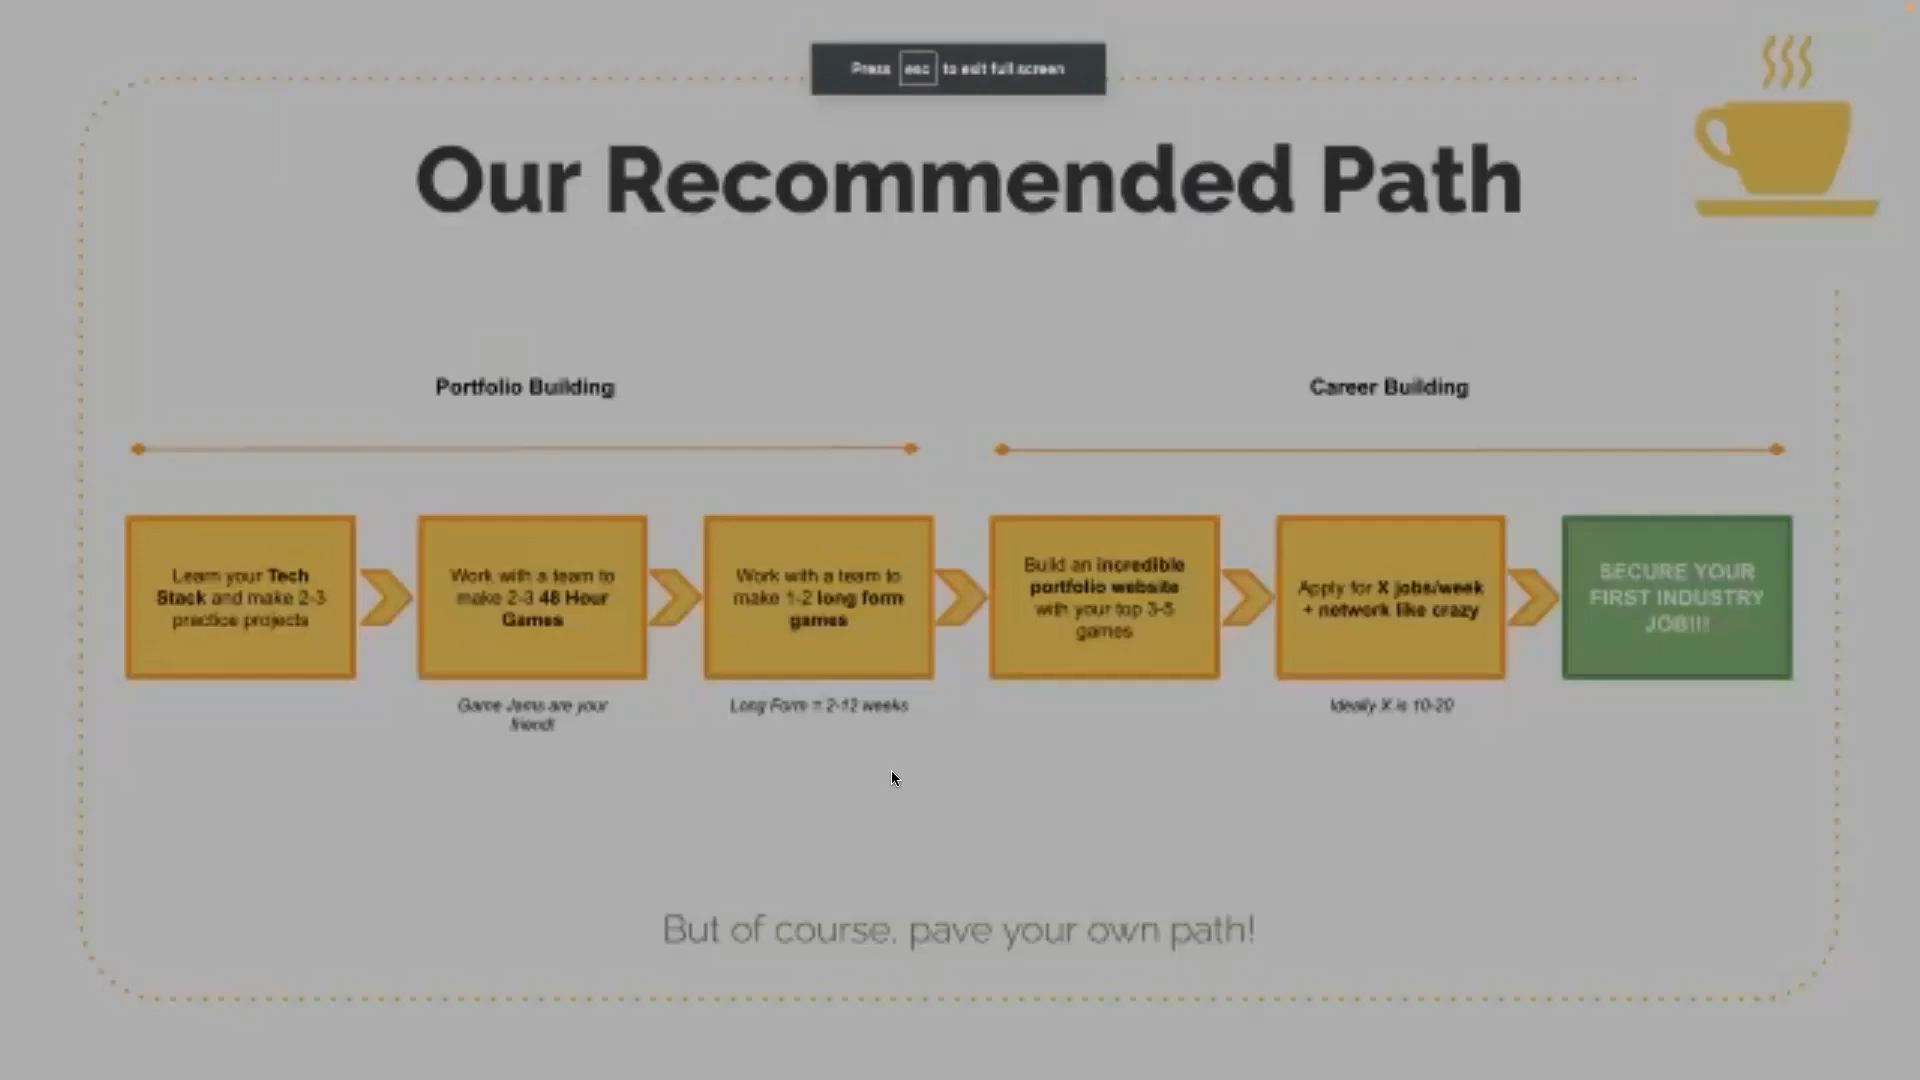 Press esc to exit full screen
Our Recommended Path
Portfolio Building
Career Building
Learn your Tech
Stack and make 2-3
practice projects
Work with a team to
make 2-3 48 Hour
Games
Work with a team to
make 1-2 long form
games
Build an incredible
portfolio website
with your top 3-5
games
Apply for X jobs/week
+ network like crazy
SECURE YOUR
FIRST INDUSTRY
JOB!!!
Game Jams are your
friend!
Long Form = 2-12 weeks
Ideally X is 10-20
But of course, pave your own path!